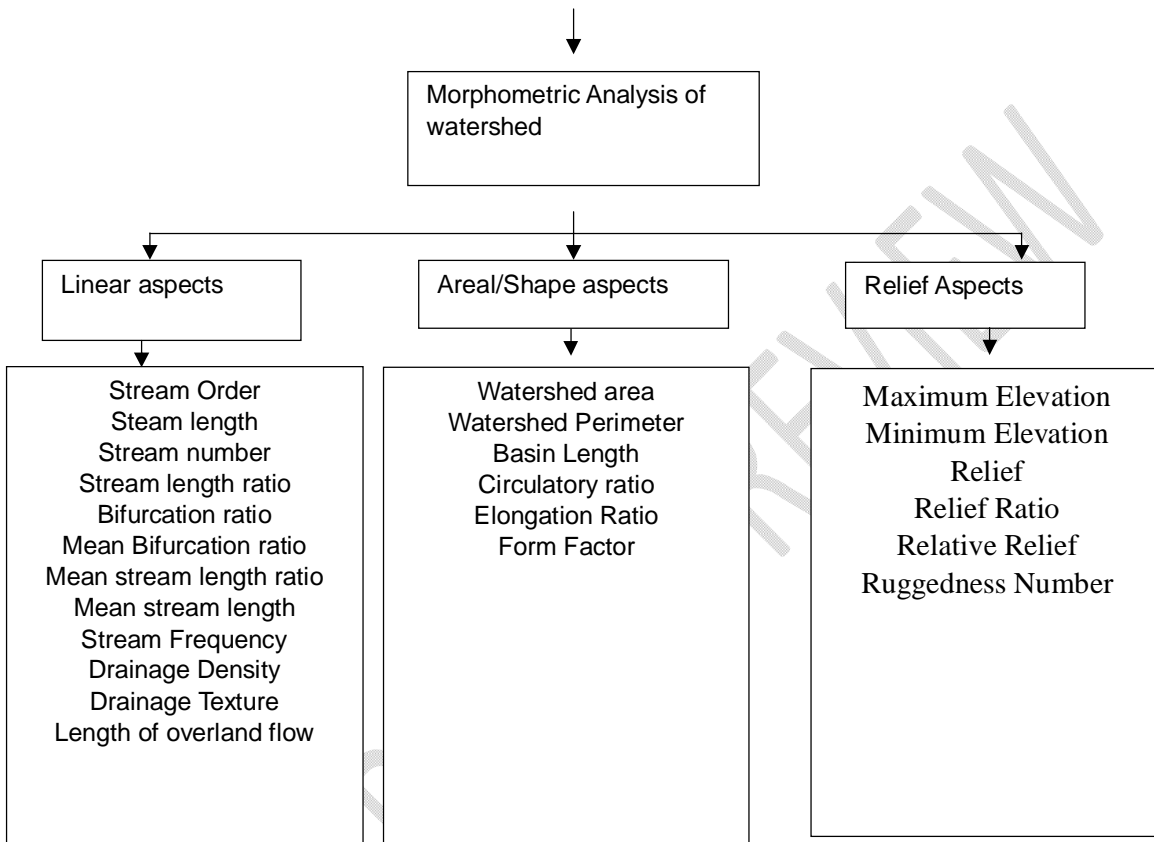 Morphometric Analysis of
watershed
Linear aspects
Areal/Shape aspects
Relief Aspects
Stream Order
Steam length
Stream number
Stream length ratio
Bifurcation ratio
Mean Bifurcation ratio
Mean stream length ratio
Mean stream length
Stream Frequency
Drainage Density
Drainage Texture
Length of overland flow
Watershed area
Watershed Perimeter
Basin Length
Circulatory ratio
Elongation Ratio
Form Factor
Maximum Elevation
Minimum Elevation
Relief
Relief Ratio
Relative Relief
Ruggedness Number
REVIEW